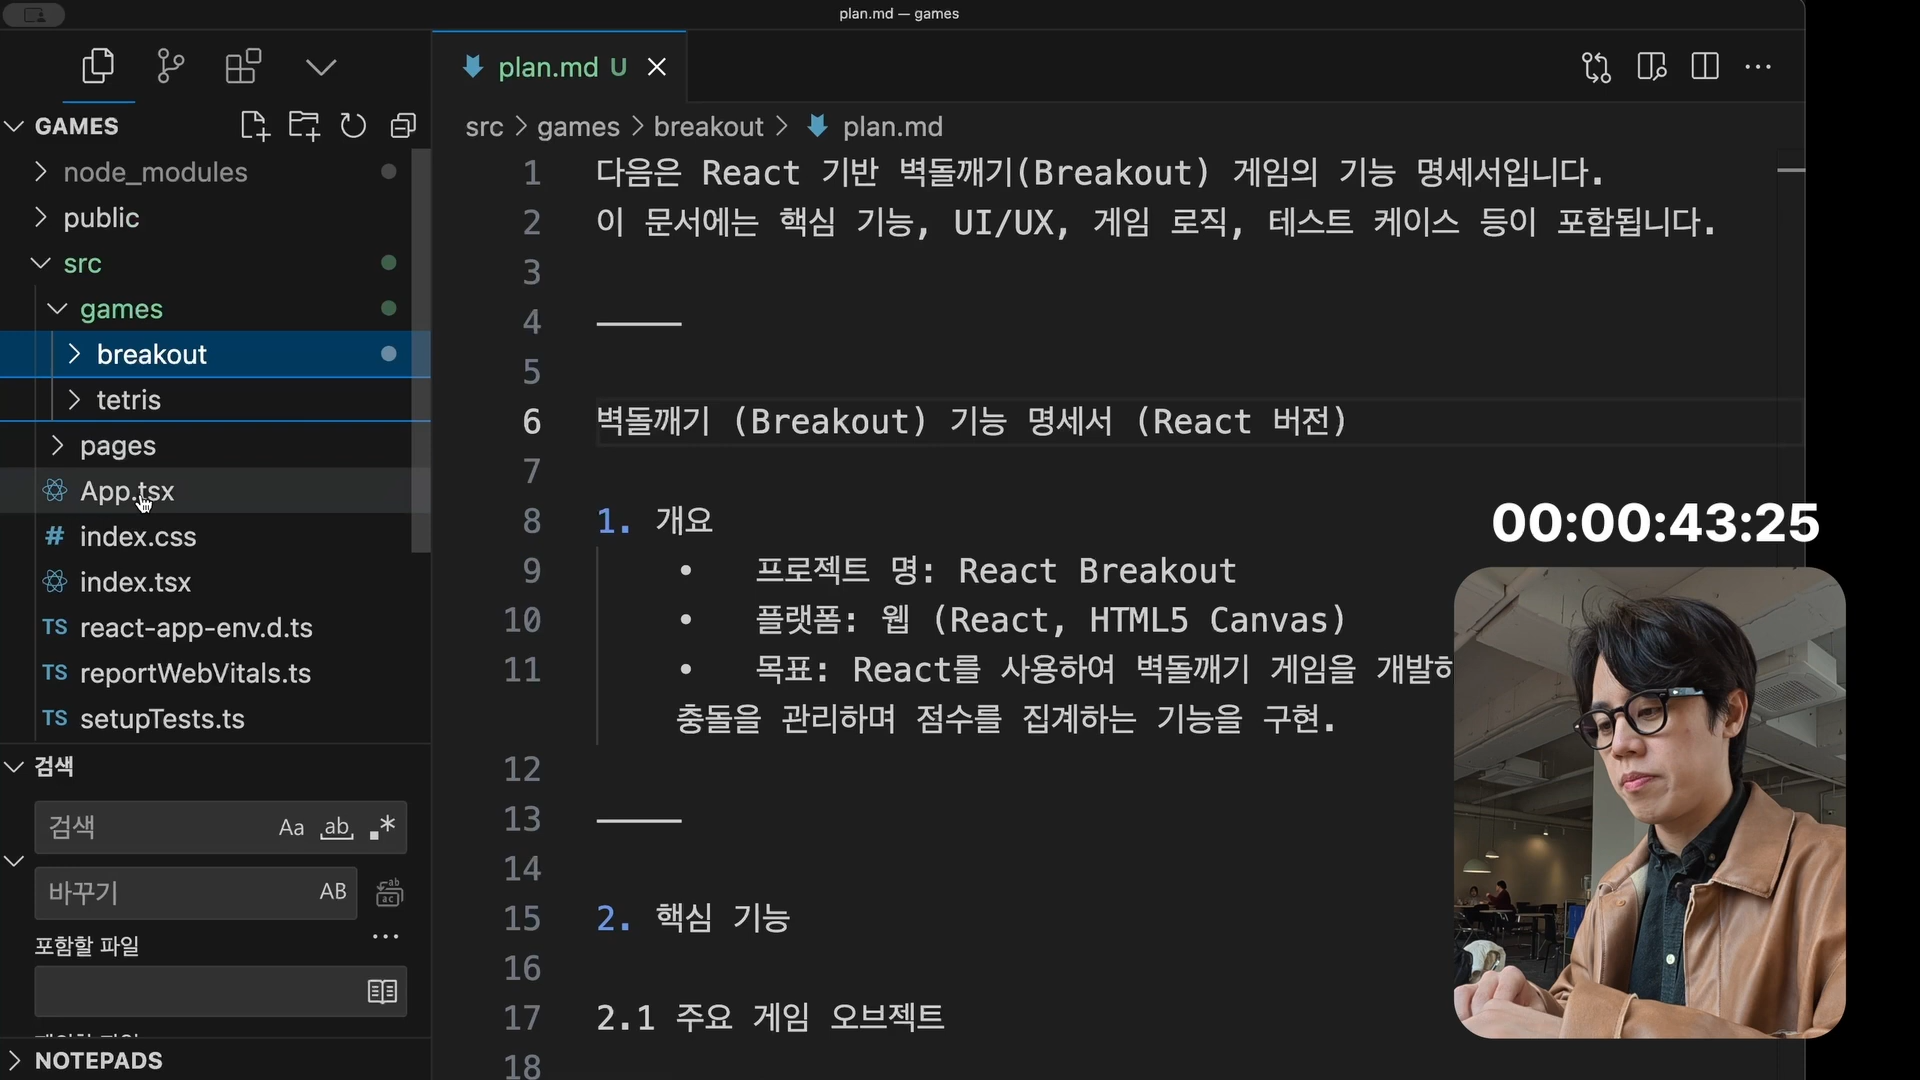 plan.md — games
plan.md U
GAMES
src > games > breakout > plan.md
node_modules
public
src
games
breakout
tetris
pages
App.tsx
index.css
index.tsx
TS react-app-env.d.ts
TS reportWebVitals.ts
TS setupTests.ts
검색
검색 Aa ab .*
바꾸기 AB
포함할 파일
NOTEPADS
1 다음은 React 기반 벽돌깨기(Breakout) 게임의 기능 명세서입니다.
2 이 문서에는 핵심 기능, UI/UX, 게임 로직, 테스트 케이스 등이 포함됩니다.
3
4 ⸻
5
6 벽돌깨기 (Breakout) 기능 명세서 (React 버전)
7
8 1. 개요
9 • 프로젝트 명: React Breakout
10 • 플랫폼: 웹 (React, HTML5 Canvas)
11 • 목표: React를 사용하여 벽돌깨기 게임을 개발하
충돌을 관리하며 점수를 집계하는 기능을 구현.
12
13 ⸻
14
15 2. 핵심 기능
16
17 2.1 주요 게임 오브젝트
18
00:00:43:25